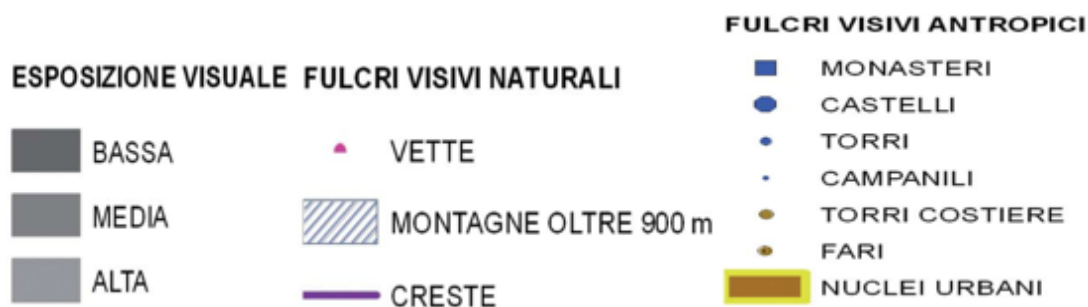 ESPOSIZIONE VISUALE
BASSA
MEDIA
ALTA
FULCRI VISIVI NATURALI
VETTE
MONTAGNE OLTRE 900 m
CRESTE
FULCRI VISIVI ANTROPICI
MONASTERI
CASTELLI
TORRI
CAMPANILI
TORRI COSTIERE
FARI
NUCLEI URBANI